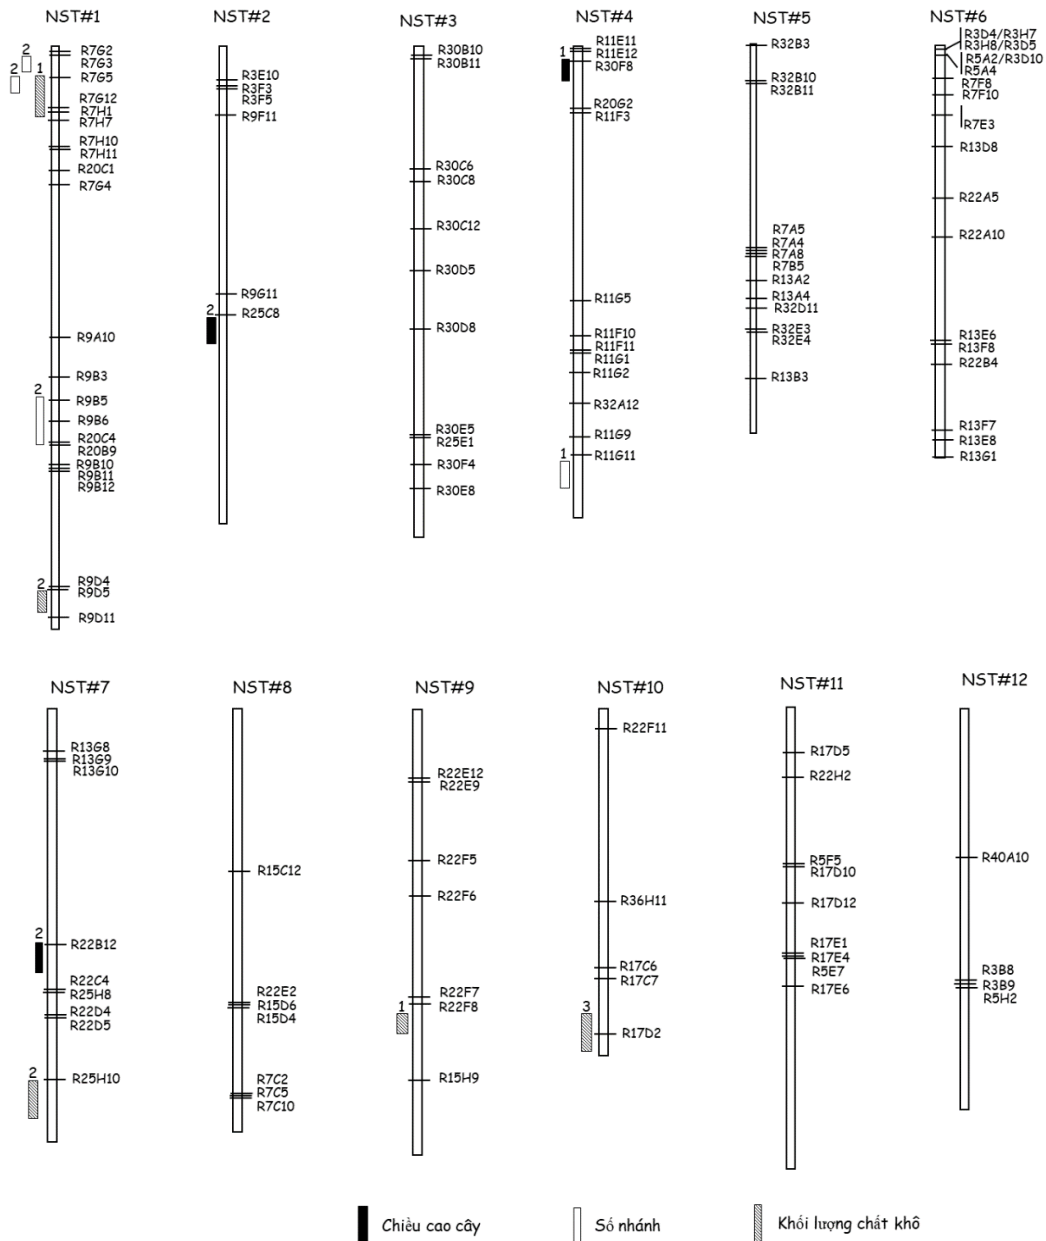 NST#1
2
R7G2
R7G3
2
1
R7G5
R7G12
R7H1
R7H7
R7H10
R7H11
R20C1
R7G4
R9A10
R9B3
2
R9B5
R9B6
R20C4
R20B9
R9B10
R9B11
R9B12
R9D4
2
R9D5
R9D11
NST#2
R3E10
R3F3
R3F5
R9F11
R9G11
2
R25C8
NST#3
R30B10
R30B11
R30C6
R30C8
R30C12
R30D5
R30D8
R30E5
R25E1
R30F4
R30E8
NST#4
R11E11
1
R11E12
R30F8
R20G2
R11F3
R11G5
R11F10
R11F11
R11G1
R11G2
R32A12
R11G9
1
R11G11
NST#5
R32B3
R32B10
R32B11
R7A5
R7A4
R7A8
R7B5
R13A2
R13A4
R32D11
R32E3
R32E4
R13B3
NST#6
R3D4/R3H7
R3H8/R3D5
R5A2/R3D10
R5A4
R7F8
R7F10
R7E3
R13D8
R22A5
R22A10
R13E6
R13F8
R22B4
R13F7
R13E8
R13G1
NST#7
R13G8
R13G9
R13G10
2
R22B12
R22C4
R25H8
R22D4
R22D5
2
R25H10
NST#8
R15C12
R22E2
R15D6
R15D4
R7C2
R7C5
R7C10
NST#9
R22E12
R22E9
R22F5
R22F6
R22F7
1
R22F8
R15H9
NST#10
R22F11
R36H11
R17C6
R17C7
3
R17D2
NST#11
R17D5
R22H2
R5F5
R17D10
R17D12
R17E1
R17E4
R5E7
R17E6
NST#12
R40A10
R3B8
R3B9
R5H2
Chiều cao cây
Số nhánh
Khối lượng chất khô